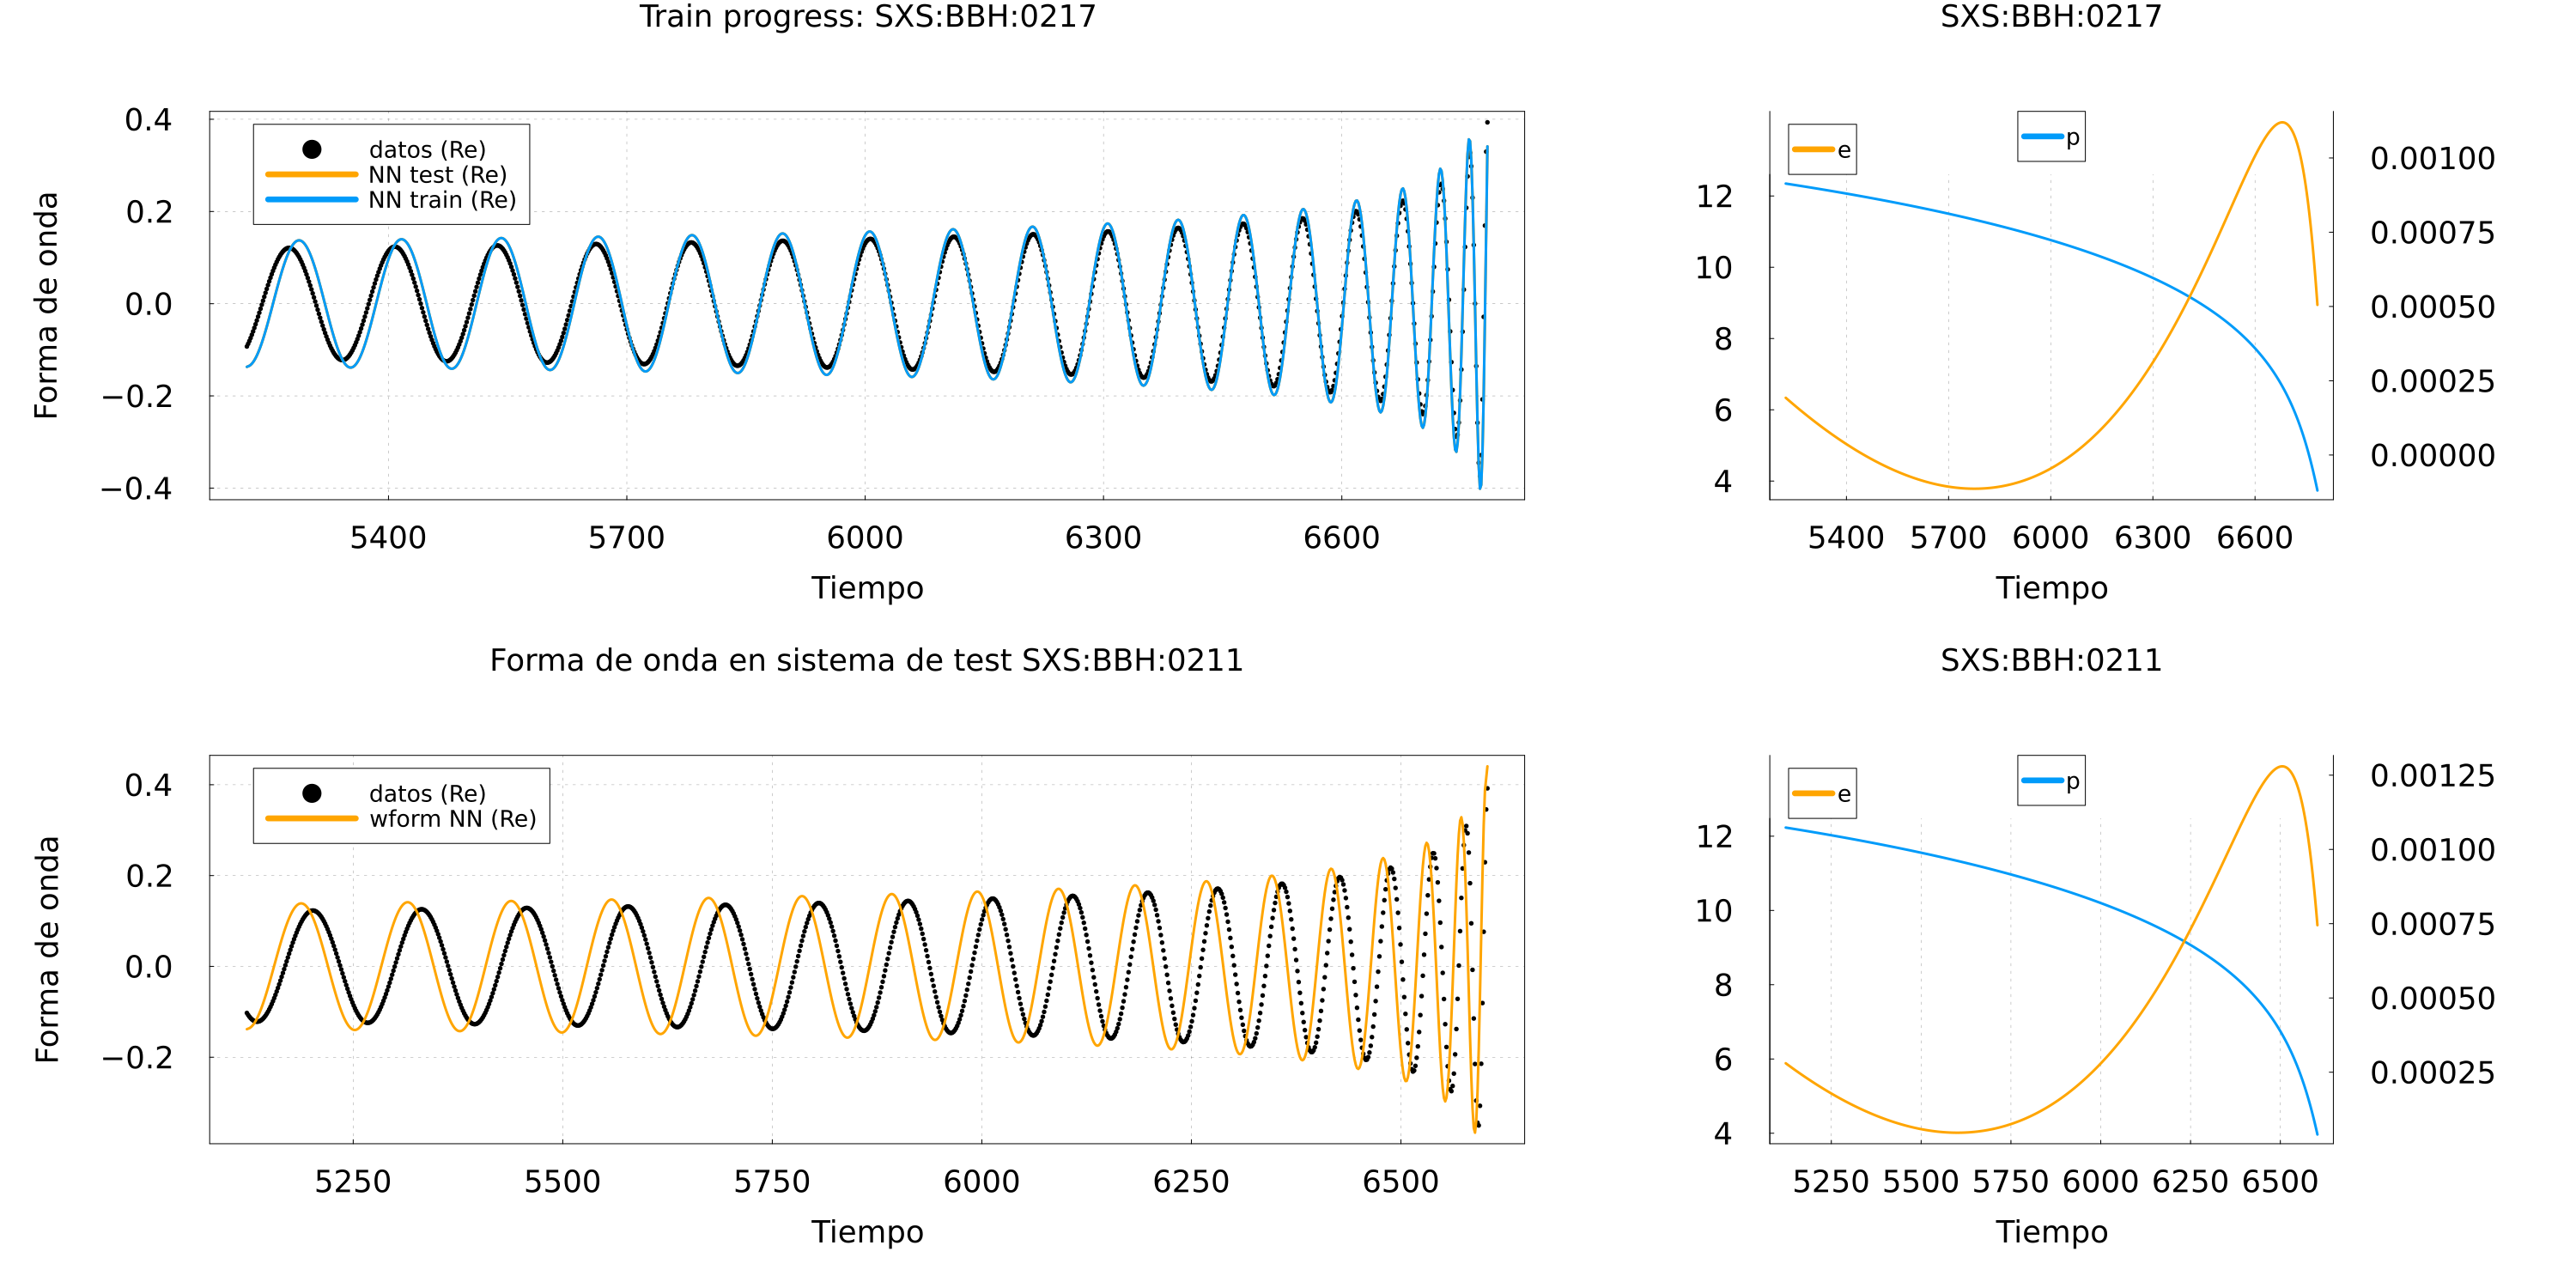 Train progress: SXS:BBH:0217
Forma de onda
0.4
0.2
0.0
−0.2
−0.4
datos (Re)
NN test (Re)
NN train (Re)
5400 5700 6000 6300 6600
Tiempo
SXS:BBH:0217
e
p
12
10
8
6
4
0.00100
0.00075
0.00050
0.00025
0.00000
5400 5700 6000 6300 6600
Tiempo
Forma de onda en sistema de test SXS:BBH:0211
Forma de onda
0.4
0.2
0.0
−0.2
datos (Re)
wform NN (Re)
5250 5500 5750 6000 6250 6500
Tiempo
SXS:BBH:0211
e
p
12
10
8
6
4
0.00125
0.00100
0.00075
0.00050
0.00025
5250 5500 5750 6000 6250 6500
Tiempo